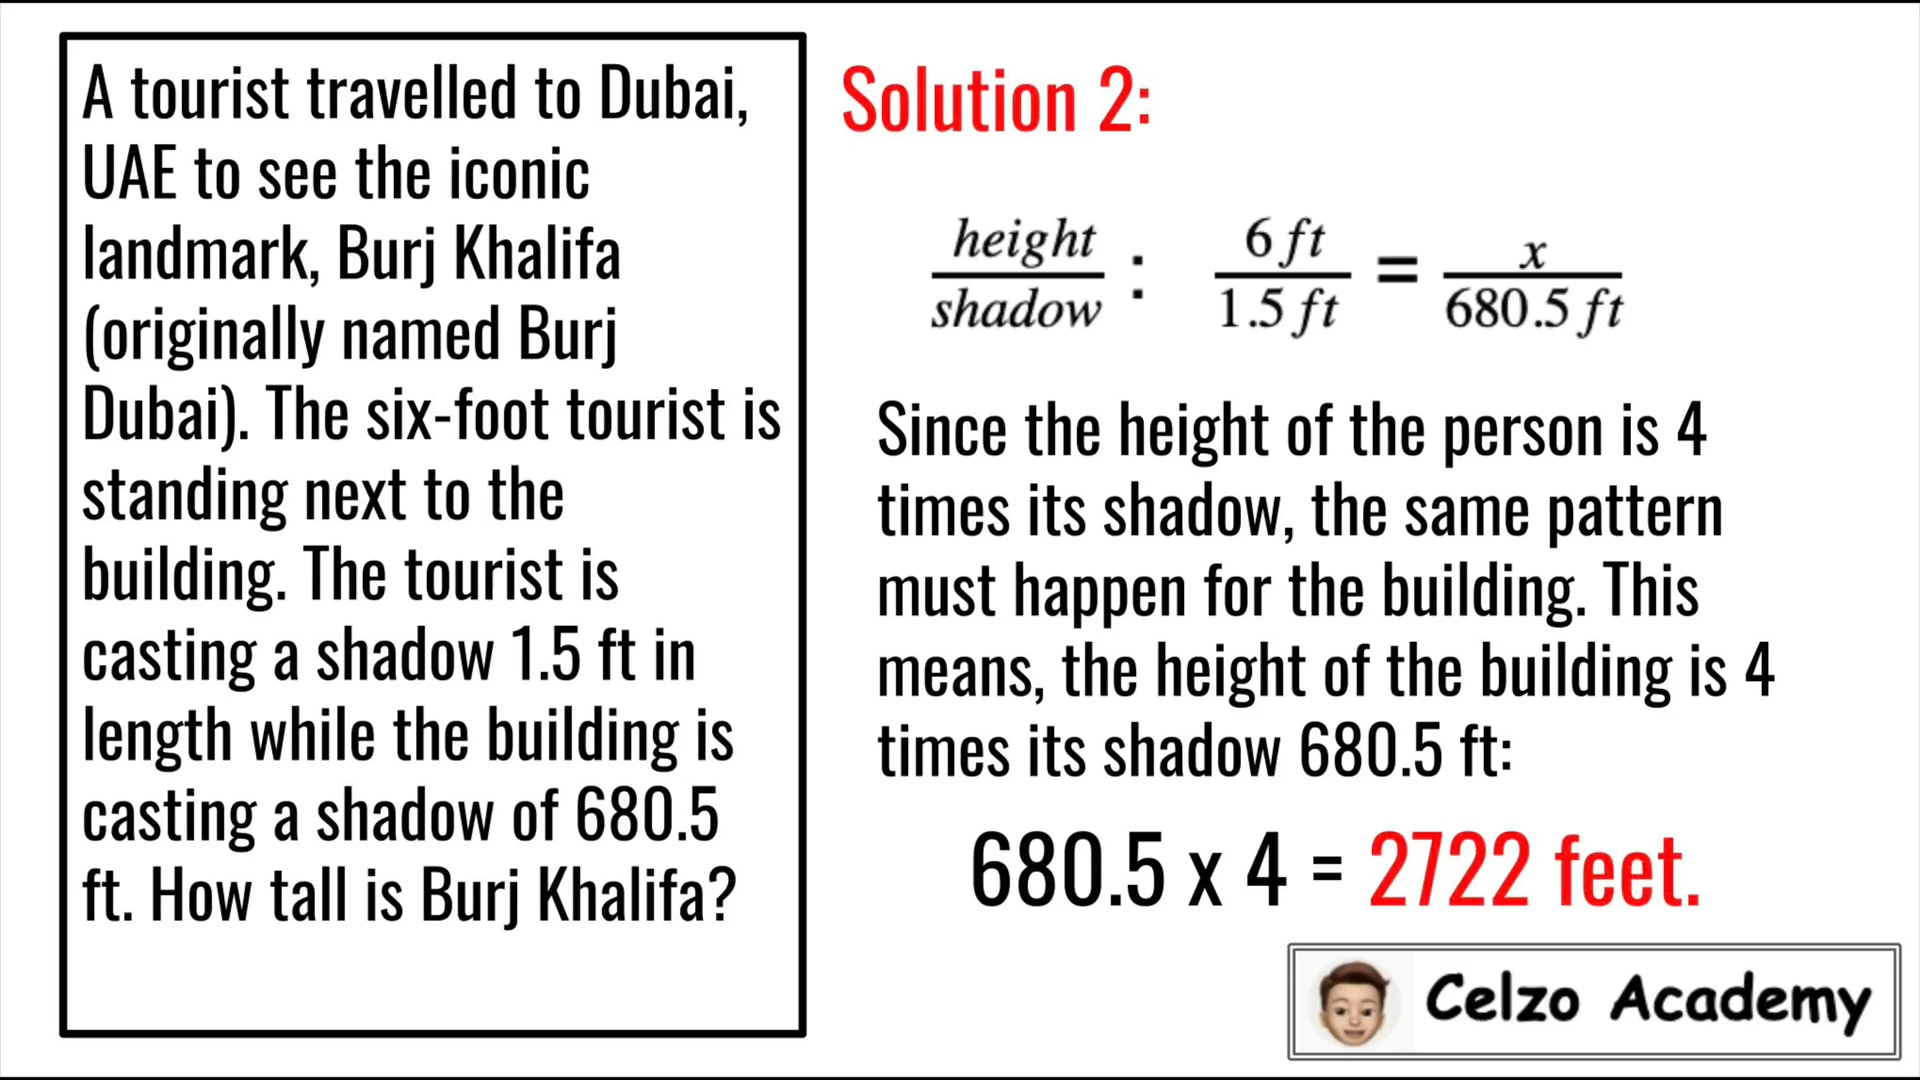 A tourist travelled to Dubai,
UAE to see the iconic
landmark, Burj Khalifa
(originally named Burj
Dubai). The six-foot tourist is
standing next to the
building. The tourist is
casting a shadow 1.5 ft in
length while the building is
casting a shadow of 680.5
ft. How tall is Burj Khalifa?
Solution 2:
height/shadow : 6 ft/1.5 ft = x/680.5 ft
Since the height of the person is 4
times its shadow, the same pattern
must happen for the building. This
means, the height of the building is 4
times its shadow 680.5 ft:
680.5 x 4 = 2722 feet.
Celzo Academy